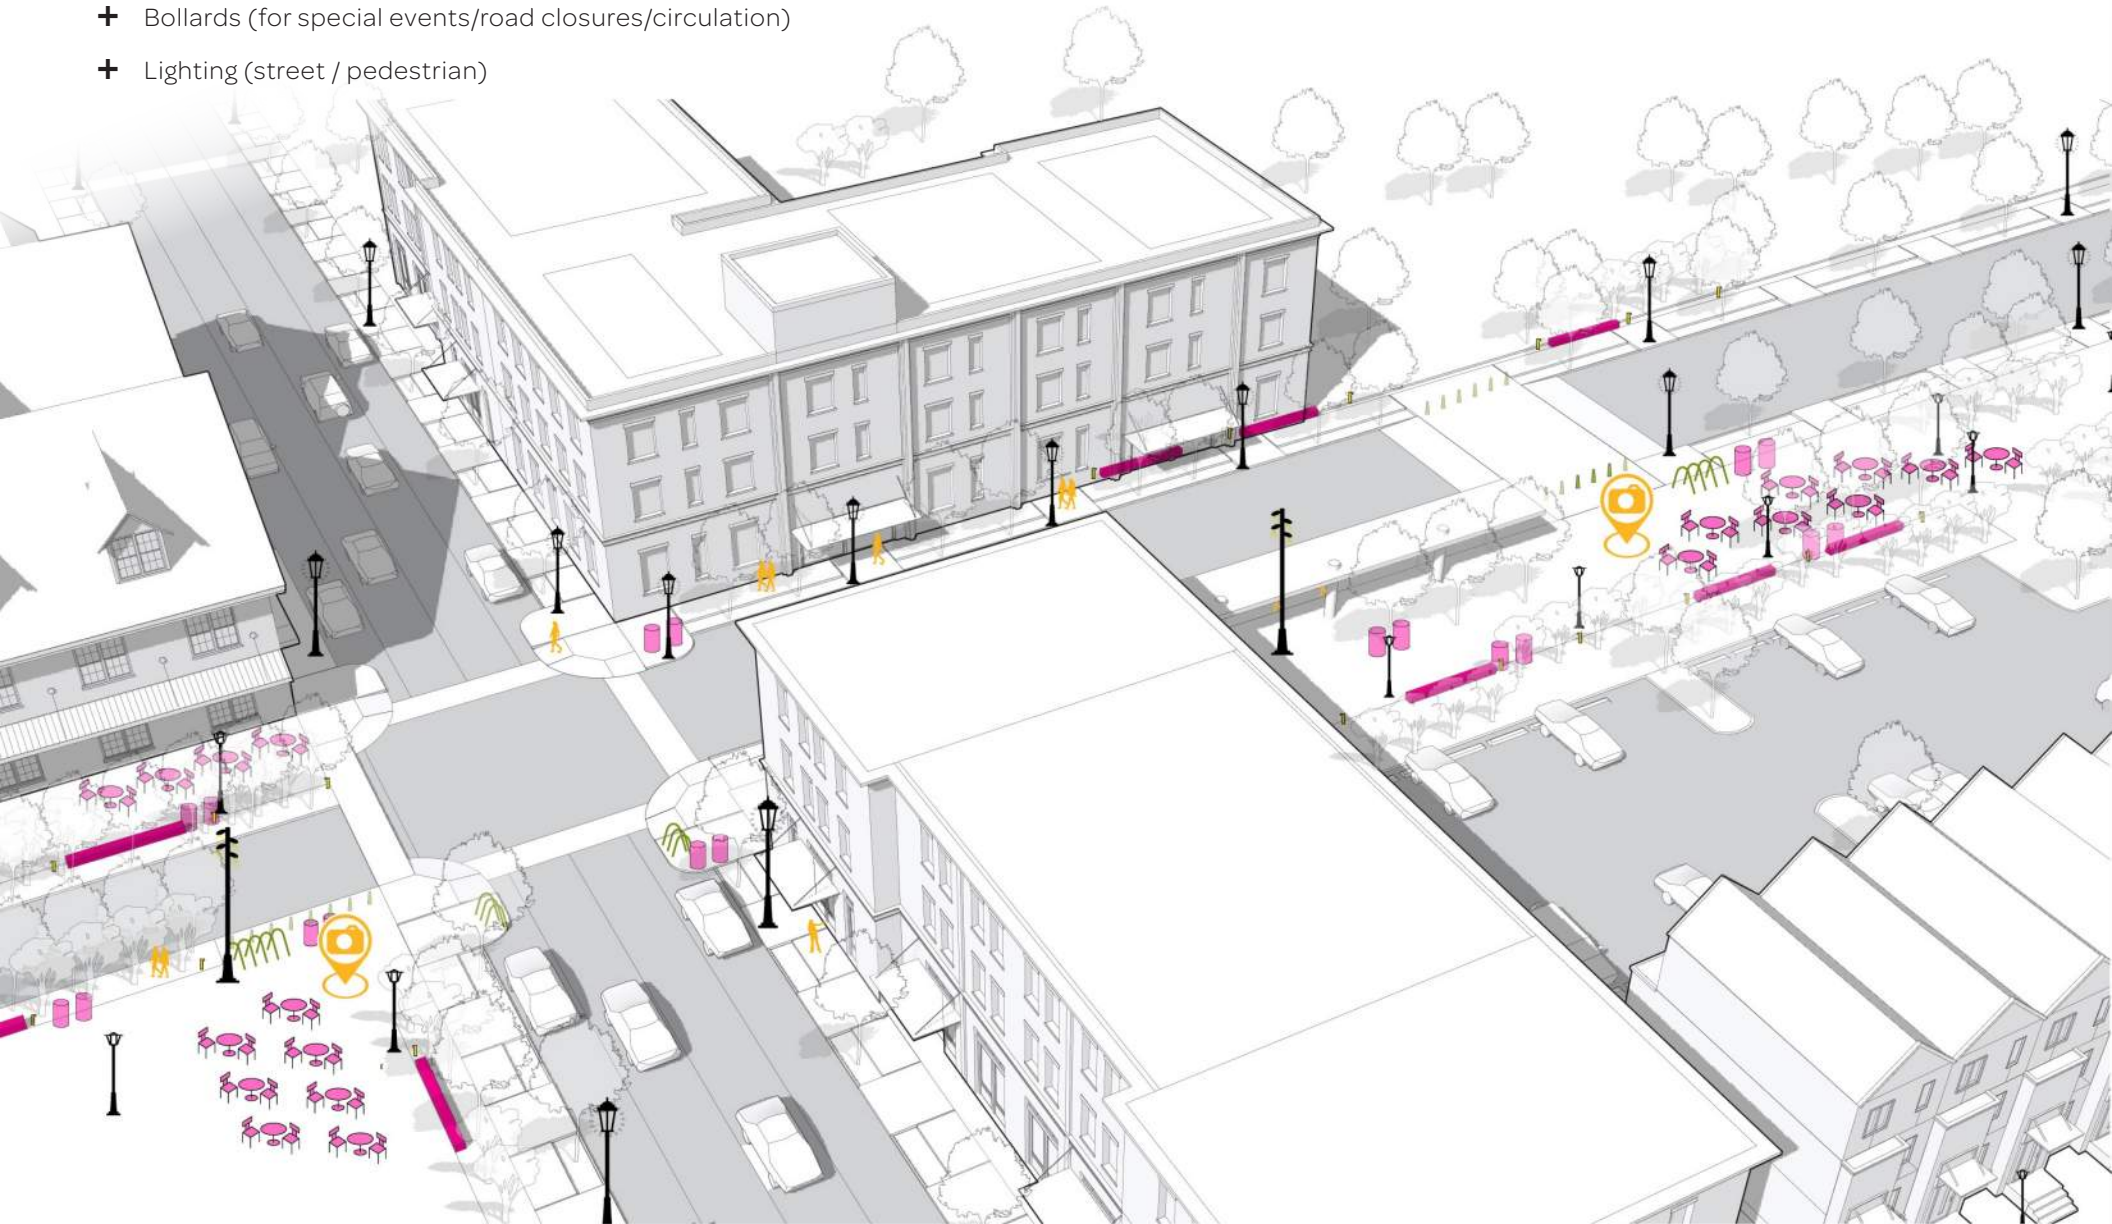 + Bollards (for special events/road closures/circulation)
+ Lighting (street / pedestrian)